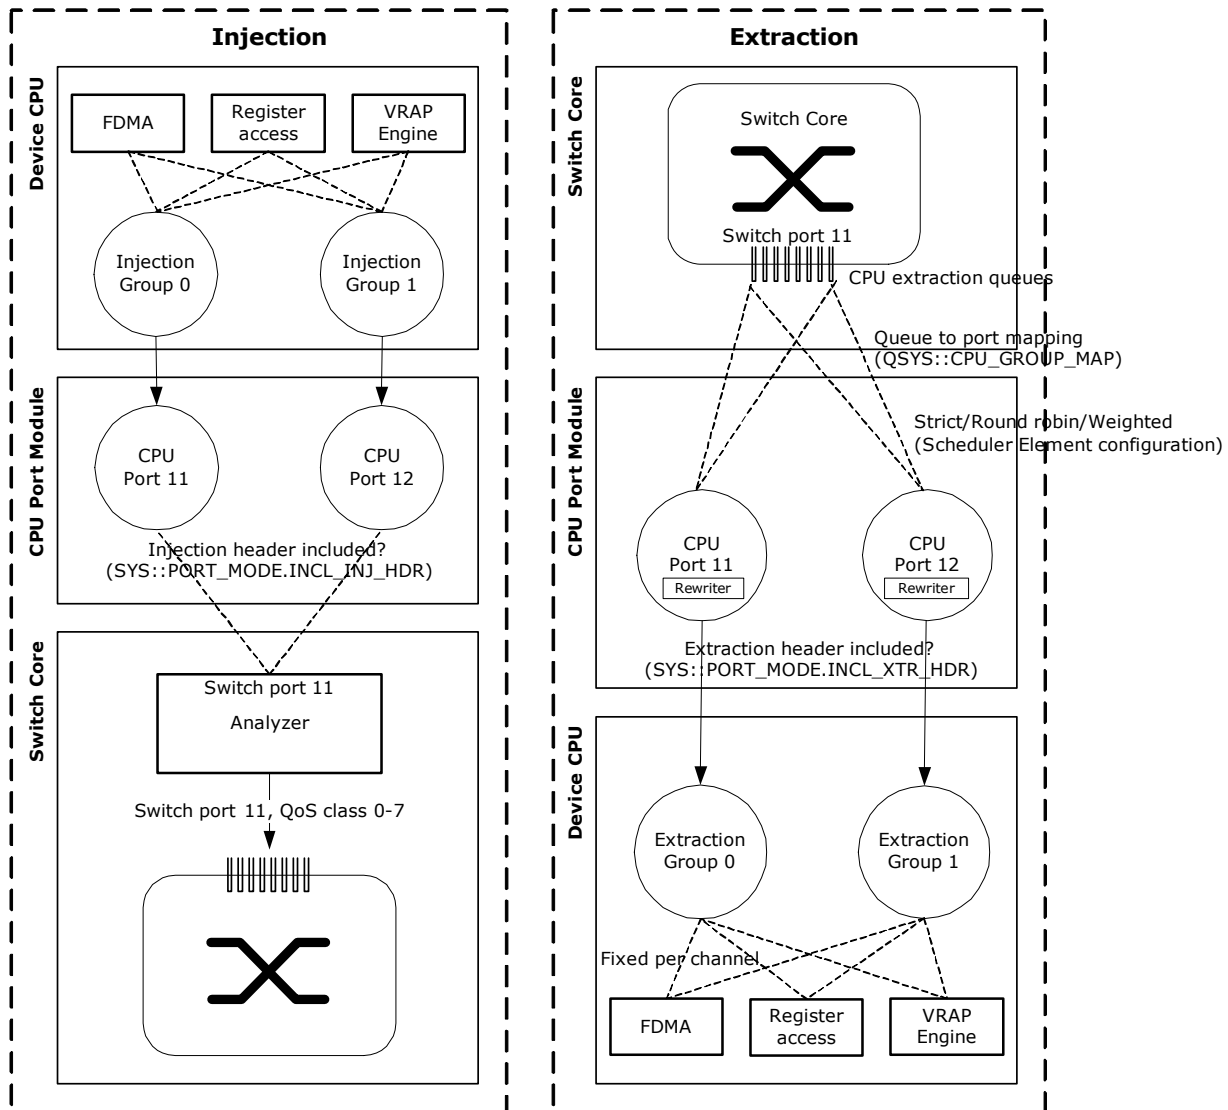 Injection
Device CPU
FDMA
Register
access
VRAP
Engine
Injection
Group 0
Injection
Group 1
CPU Port Module
CPU
Port 11
CPU
Port 12
Injection header included?
(SYS::PORT_MODE.INCL_INJ_HDR)
Switch Core
Switch port 11
Analyzer
Switch port 11, QoS class 0-7
Extraction
Switch Core
Switch Core
Switch port 11
CPU extraction queues
Queue to port mapping
(QSYS::CPU_GROUP_MAP)
CPU Port Module
Strict/Round robin/Weighted
(Scheduler Element configuration)
CPU
Port 11
Rewriter
CPU
Port 12
Rewriter
Extraction header included?
(SYS::PORT_MODE.INCL_XTR_HDR)
Device CPU
Extraction
Group 0
Extraction
Group 1
Fixed per channel
FDMA
Register
access
VRAP
Engine